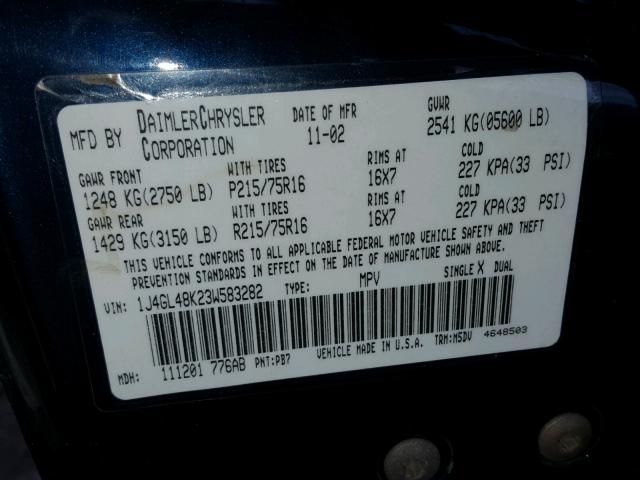 MFD BY DAIMLERCHRYSLER CORPORATION DATE OF MFR 11-02 GVWR 2541 KG(05600 LB)
GAWR FRONT WITH TIRES RIMS AT COLD
1248 KG(2750 LB) P215/75R16 16X7 227 KPA(33 PSI)
GAWR REAR WITH TIRES RIMS AT COLD
1429 KG(3150 LB) R215/75R16 16X7 227 KPA(33 PSI)
THIS VEHICLE CONFORMS TO ALL APPLICABLE FEDERAL MOTOR VEHICLE SAFETY AND THEFT
PREVENTION STANDARDS IN EFFECT ON THE DATE OF MANUFACTURE SHOWN ABOVE.
VIN: 1J4GL48K23W583282 TYPE: MPV SINGLE X DUAL
MDH: 111201 776AB PNT:PB7 VEHICLE MADE IN U.S.A. TRM:M5DV 4648503